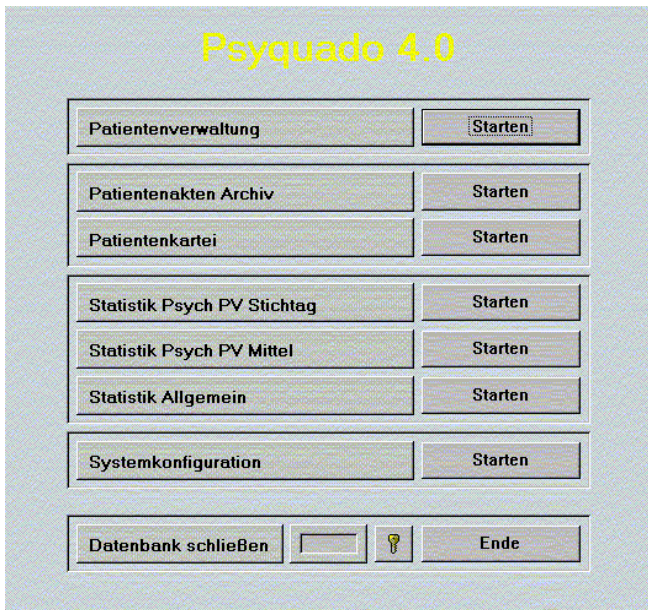 Psyquado 4.0
Patientenverwaltung Starten
Patientenakten Archiv Starten
Patientenkartei Starten
Statistik Psych PV Stichtag Starten
Statistik Psych PV Mittel Starten
Statistik Allgemein Starten
Systemkonfiguration Starten
Datenbank schließen Ende